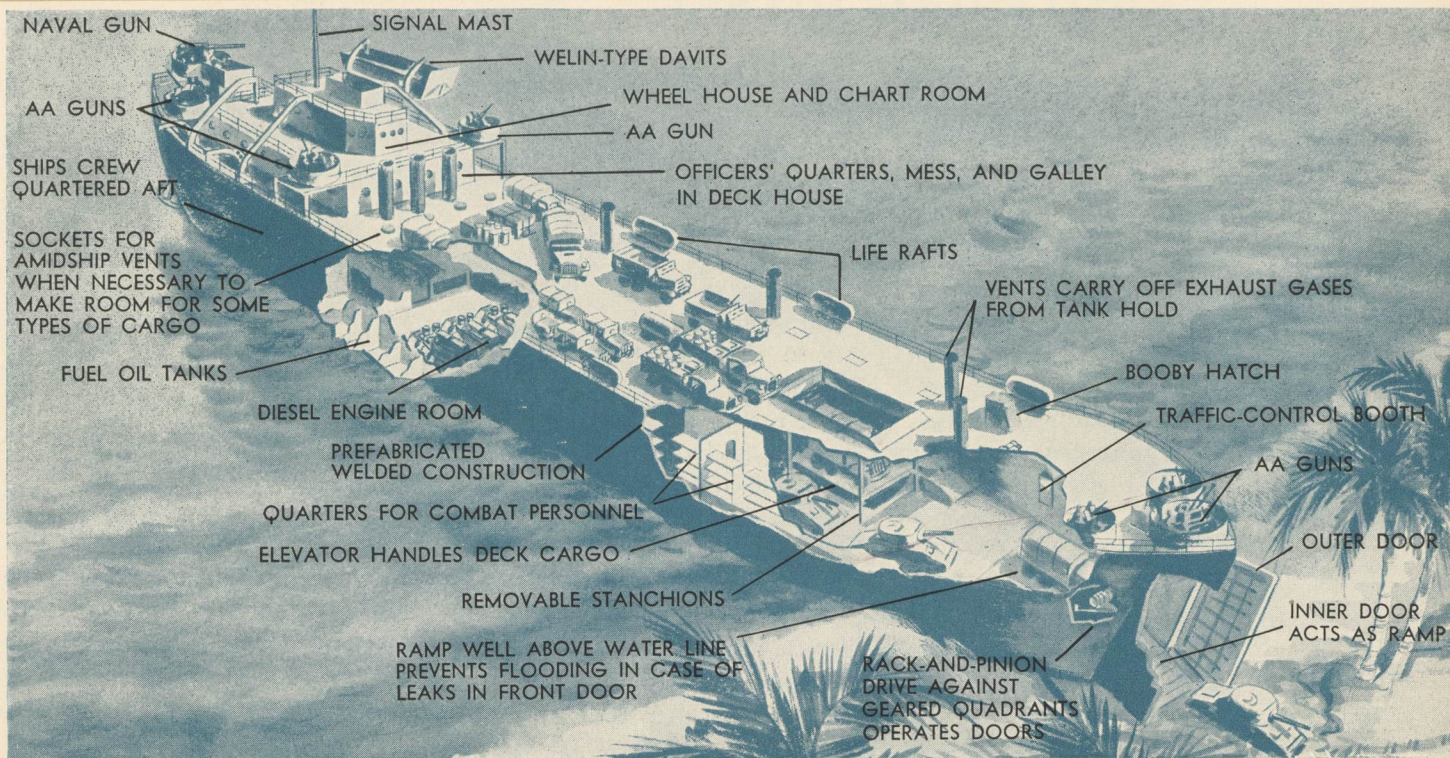 NAVAL GUN
SIGNAL MAST
WELIN-TYPE DAVITS
AA GUNS
WHEEL HOUSE AND CHART ROOM
AA GUN
SHIPS CREW
QUARTERED AFT
OFFICERS' QUARTERS, MESS, AND GALLEY
IN DECK HOUSE
SOCKETS FOR
AMIDSHIP VENTS
WHEN NECESSARY TO
MAKE ROOM FOR SOME
TYPES OF CARGO
LIFE RAFTS
VENTS CARRY OFF EXHAUST GASES
FROM TANK HOLD
FUEL OIL TANKS
BOOBY HATCH
DIESEL ENGINE ROOM
TRAFFIC-CONTROL BOOTH
PREFABRICATED
WELDED CONSTRUCTION
AA GUNS
QUARTERS FOR COMBAT PERSONNEL
ELEVATOR HANDLES DECK CARGO
OUTER DOOR
REMOVABLE STANCHIONS
INNER DOOR
ACTS AS RAMP
RAMP WELL ABOVE WATER LINE
PREVENTS FLOODING IN CASE OF
LEAKS IN FRONT DOOR
RACK-AND-PINION
DRIVE AGAINST
GEARED QUADRANTS
OPERATES DOORS